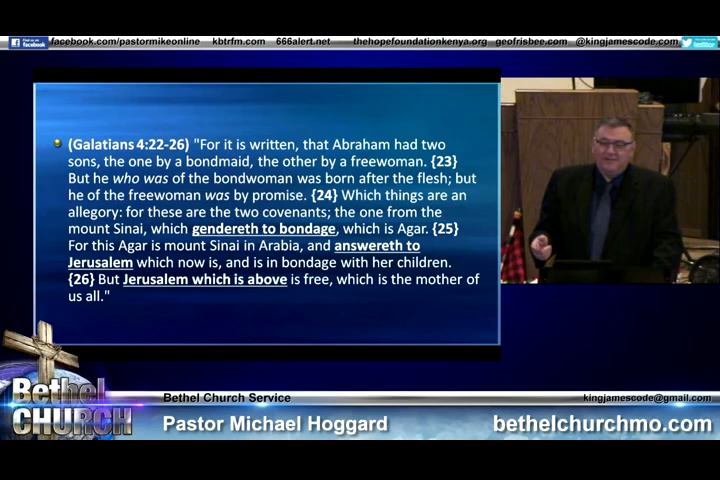 Find us on
facebook
facebook.com/pastormikeonline kbtrfm.com 666alert.net thehopefoundationkenya.org geofrisbee.com @kingjamescode.com
twitter
(Galatians 4:22-26) "For it is written, that Abraham had two
sons, the one by a bondmaid, the other by a freewoman. {23}
But he who was of the bondwoman was born after the flesh; but
he of the freewoman was by promise. {24} Which things are an
allegory: for these are the two covenants; the one from the
mount Sinai, which gendereth to bondage, which is Agar. {25}
For this Agar is mount Sinai in Arabia, and answereth to
Jerusalem which now is, and is in bondage with her children.
{26} But Jerusalem which is above is free, which is the mother of
us all."
Bethel
CHURCH
Bethel Church Service
kingjamescode@gmail.com
Pastor Michael Hoggard
bethelchurchmo.com